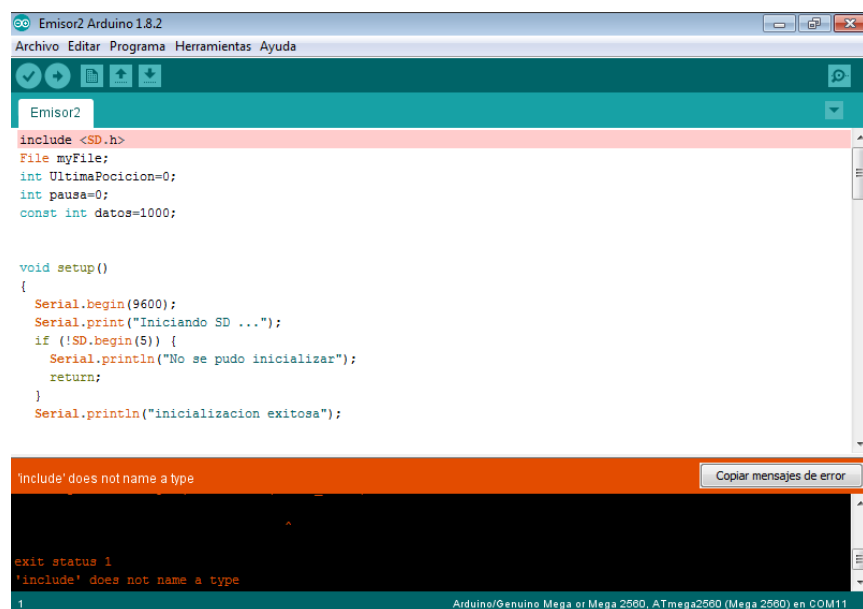 Emisor2 Arduino 1.8.2
Archivo Editar Programa Herramientas Ayuda
Emisor2
include <SD.h>
File myFile;
int UltimaPocicion=0;
int pausa=0;
const int datos=1000;
void setup()
{
Serial.begin(9600);
Serial.print("Iniciando SD ...");
if (!SD.begin(5)) {
Serial.println("No se pudo inicializar");
return;
}
Serial.println("inicializacion exitosa");
'include' does not name a type
Copiar mensajes de error
^
exit status 1
'include' does not name a type
1
Arduino/Genuino Mega or Mega 2560, ATmega2560 (Mega 2560) en COM11